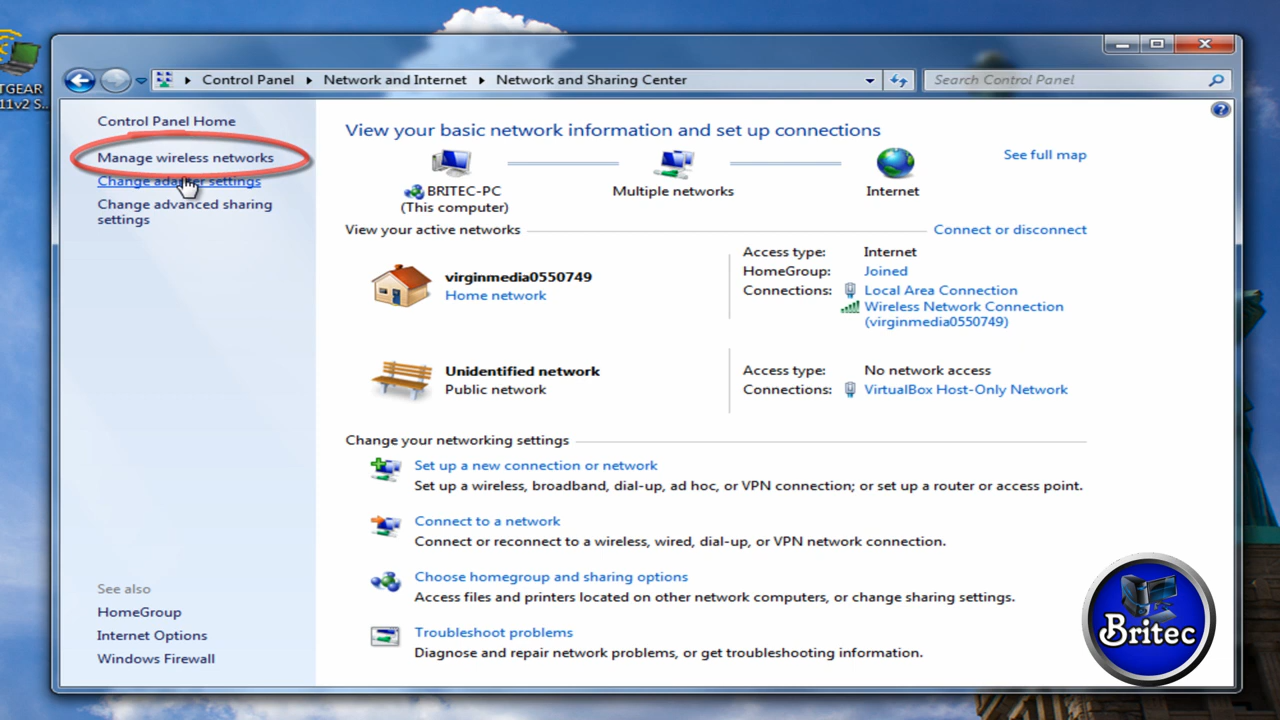 TGEAR
11v2 S...
Control Panel
Network and Internet
Network and Sharing Center
Search Control Panel
Control Panel Home
Manage wireless networks
Change adapter settings
Change advanced sharing
settings
See also
HomeGroup
Internet Options
Windows Firewall
View your basic network information and set up connections
See full map
BRITEC-PC
(This computer)
Multiple networks
Internet
View your active networks
Connect or disconnect
virginmedia0550749
Home network
Access type: Internet
HomeGroup: Joined
Connections: Local Area Connection
Wireless Network Connection
(virginmedia0550749)
Unidentified network
Public network
Access type: No network access
Connections: VirtualBox Host-Only Network
Change your networking settings
Set up a new connection or network
Set up a wireless, broadband, dial-up, ad hoc, or VPN connection; or set up a router or access point.
Connect to a network
Connect or reconnect to a wireless, wired, dial-up, or VPN network connection.
Choose homegroup and sharing options
Access files and printers located on other network computers, or change sharing settings.
Troubleshoot problems
Diagnose and repair network problems, or get troubleshooting information.
Britec